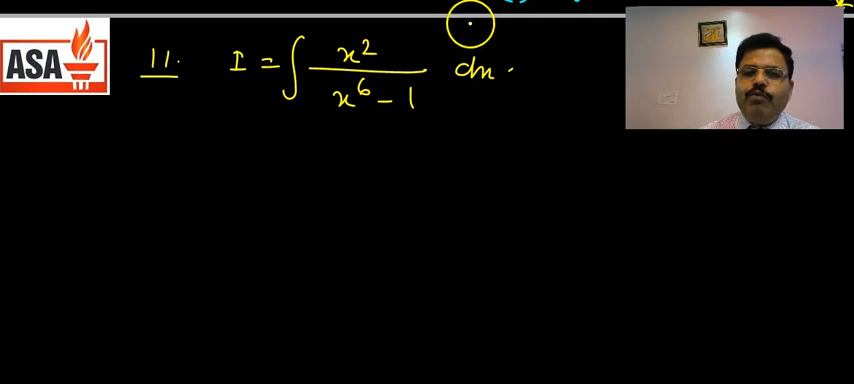 ASA
11. I = ∫ x² / (x⁶ - 1) dx.